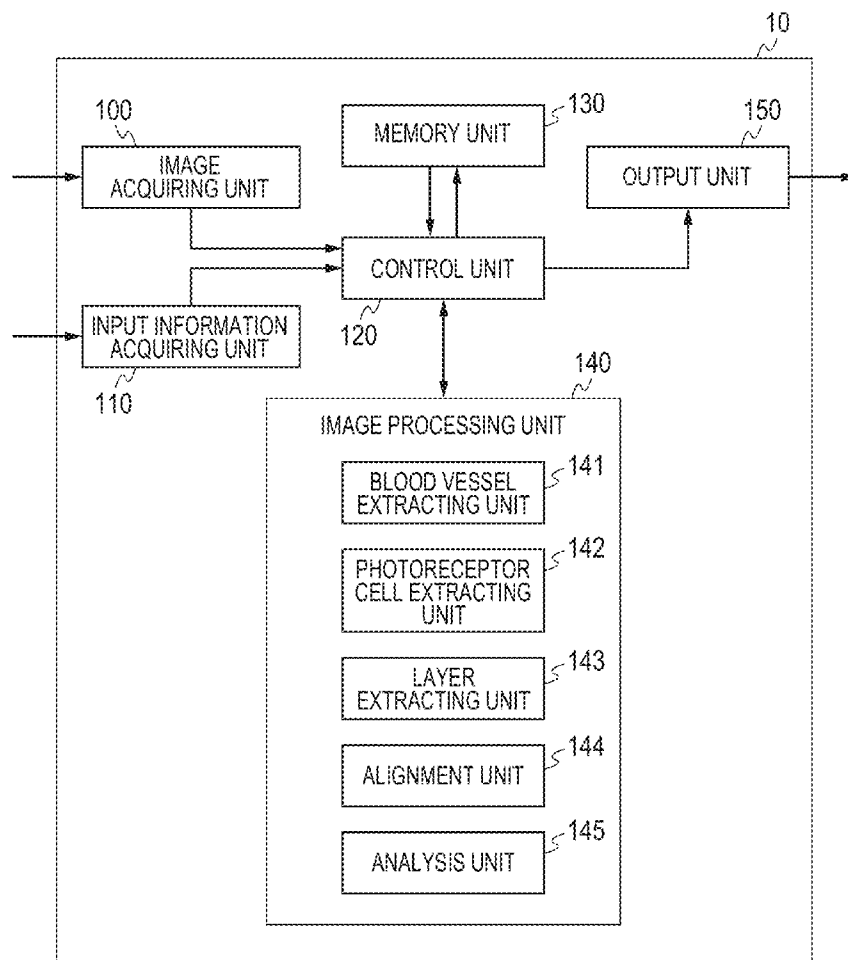 10
100
IMAGE
ACQUIRING UNIT
130
MEMORY UNIT
150
OUTPUT UNIT
CONTROL UNIT
120
INPUT INFORMATION
ACQUIRING UNIT
110
140
IMAGE PROCESSING UNIT
141
BLOOD VESSEL
EXTRACTING UNIT
142
PHOTORECEPTOR
CELL EXTRACTING
UNIT
143
LAYER
EXTRACTING UNIT
144
ALIGNMENT UNIT
145
ANALYSIS UNIT